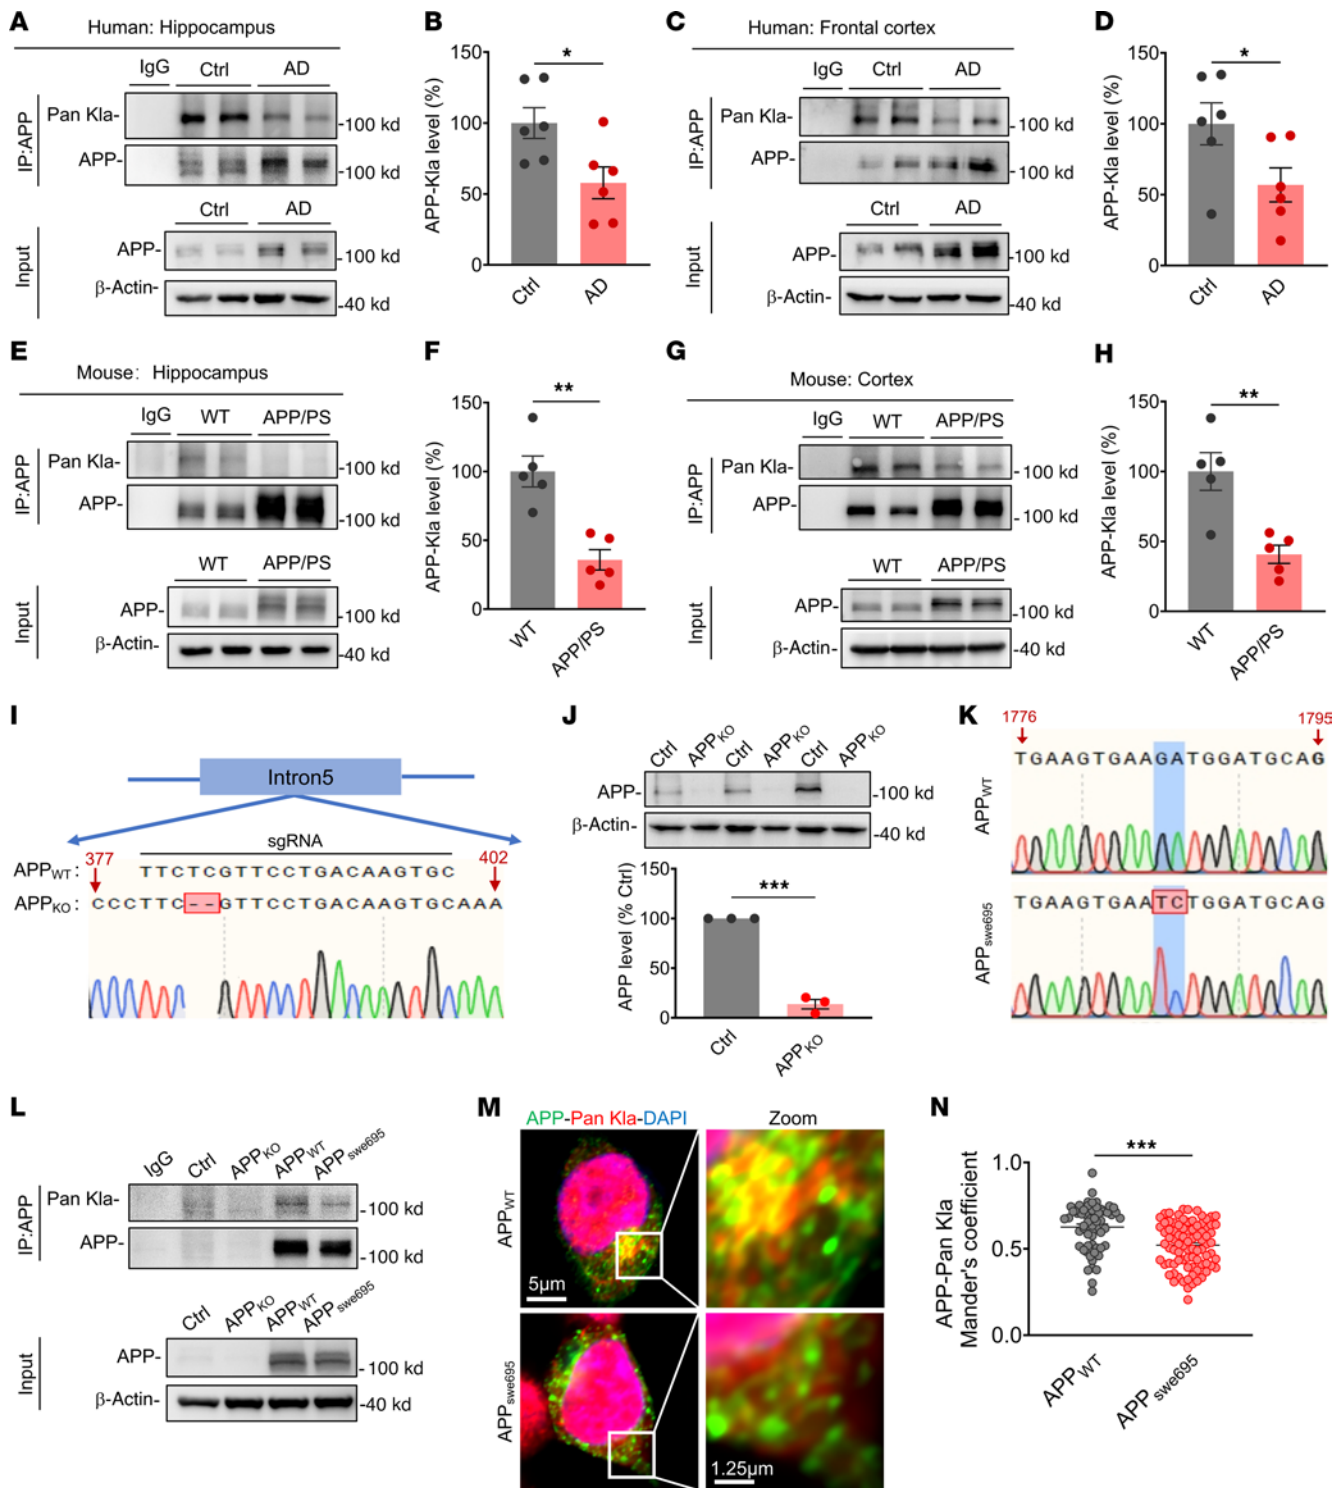 A
Human: Hippocampus
IgG Ctrl AD
IP:APP
Pan Kla-
-100 kd
APP-
-100 kd
Ctrl AD
Input
APP-
-100 kd
β-Actin-
-40 kd
B
APP-Kla level (%)
150
100
50
0
*
Ctrl AD
C
Human: Frontal cortex
IgG Ctrl AD
IP:APP
Pan Kla-
-100 kd
APP-
-100 kd
Ctrl AD
Input
APP-
-100 kd
β-Actin-
-40 kd
D
APP-Kla level (%)
150
100
50
0
*
Ctrl AD
E
Mouse: Hippocampus
IgG WT APP/PS
IP:APP
Pan Kla-
-100 kd
APP-
-100 kd
WT APP/PS
Input
APP-
-100 kd
β-Actin-
-40 kd
F
APP-Kla level (%)
150
100
50
0
**
WT APP/PS
G
Mouse: Cortex
IgG WT APP/PS
IP:APP
Pan Kla-
-100 kd
APP-
-100 kd
WT APP/PS
Input
APP-
-100 kd
β-Actin-
-40 kd
H
APP-Kla level (%)
150
100
50
0
**
WT APP/PS
I
Intron5
sgRNA
377 402
APPWT: TTCTCGTTCCTGACAAGTGC
APPKO: CCCTTC--GTTCCTGACAAGTGCAAA
J
Ctrl APPKO Ctrl APPKO Ctrl APPKO
APP-
-100 kd
β-Actin-
-40 kd
APP level (% Ctrl)
150
100
50
0
***
Ctrl APPKO
K
1776 1795
APPWT
TGAAGTGAAGATGGATGCAG
APPswe695
TGAAGTGAATCTGGATGCAG
L
IgG Ctrl APPKO APPWT APPswe695
IP:APP
Pan Kla-
-100 kd
APP-
-100 kd
Ctrl APPKO APPWT APPswe695
Input
APP-
-100 kd
β-Actin-
-40 kd
M
APP-Pan Kla-DAPI Zoom
APPWT
5μm
APPswe695
1.25μm
N
APP-Pan Kla
Mander's coefficient
1.0
0.5
0.0
***
APPWT APPswe695